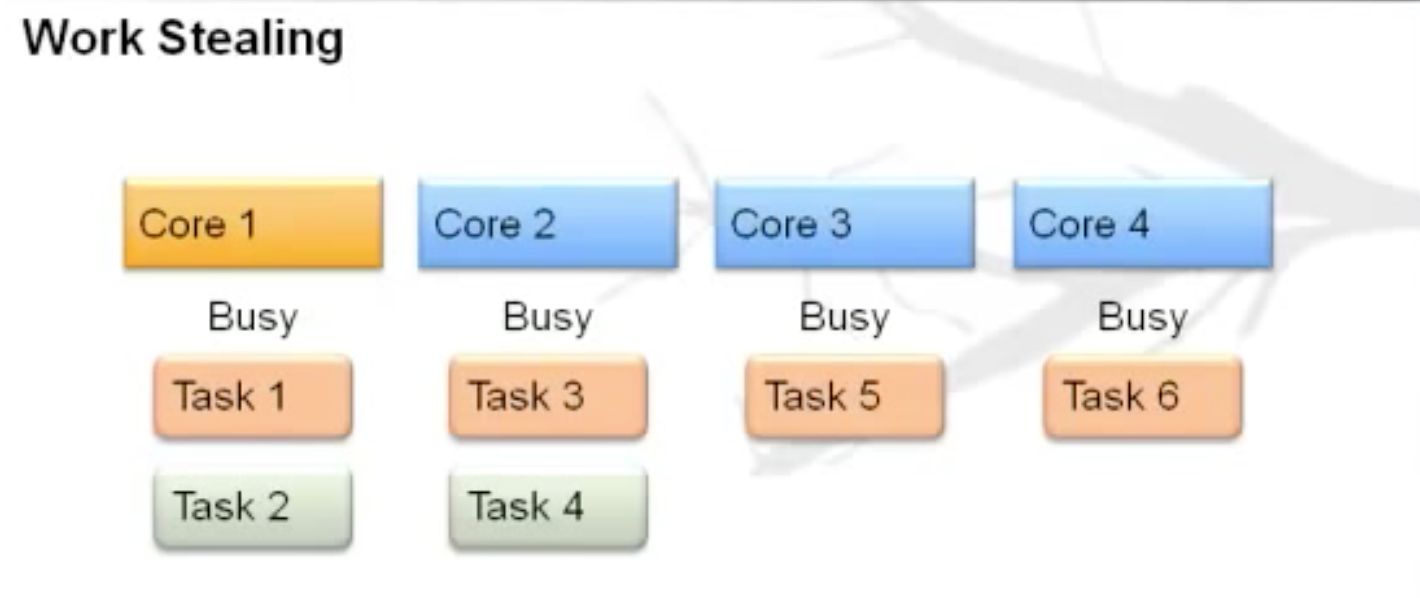 Work Stealing
Core 1
Core 2
Core 3
Core 4
Busy
Busy
Busy
Busy
Task 1
Task 3
Task 5
Task 6
Task 2
Task 4